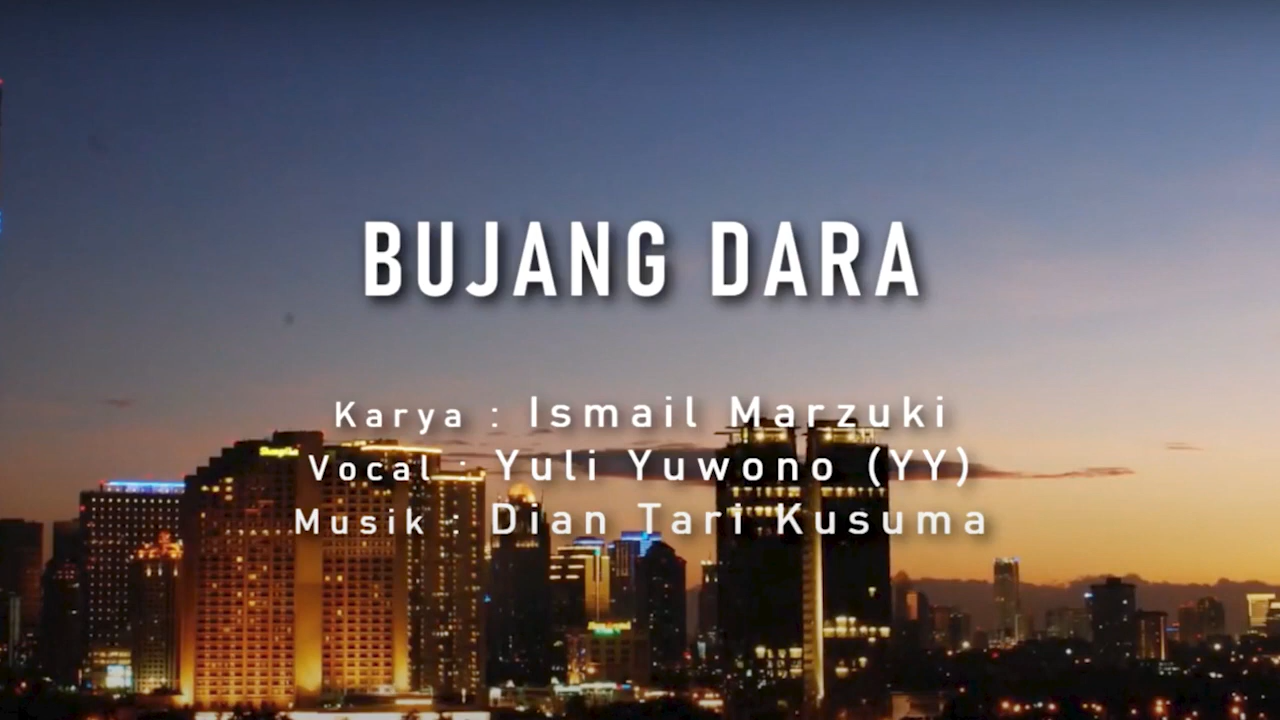 BUJANG DARA
Karya : Ismail Marzuki
Vocal : Yuli Yuwono (YY)
Musik : Dian Tari Kusuma